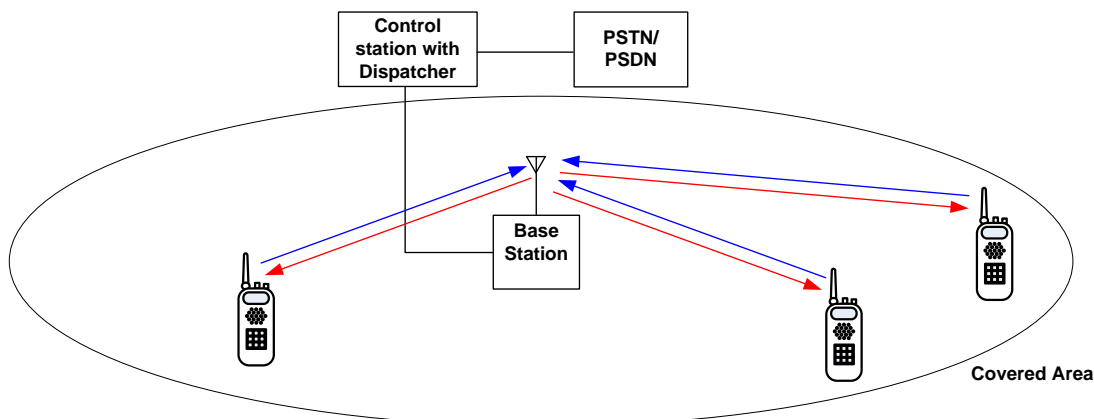 Control
station with
Dispatcher
PSTN/
PSDN
Base
Station
Covered Area